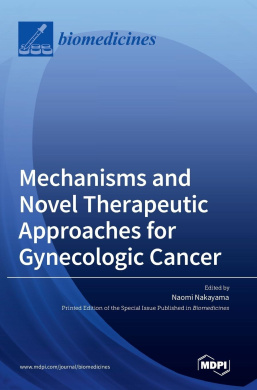 biomedicines
Mechanisms and
Novel Therapeutic
Approaches for
Gynecologic Cancer
Edited by
Naomi Nakayama
Printed Edition of the Special Issue Published in Biomedicines
www.mdpi.com/journal/biomedicines
MDPI